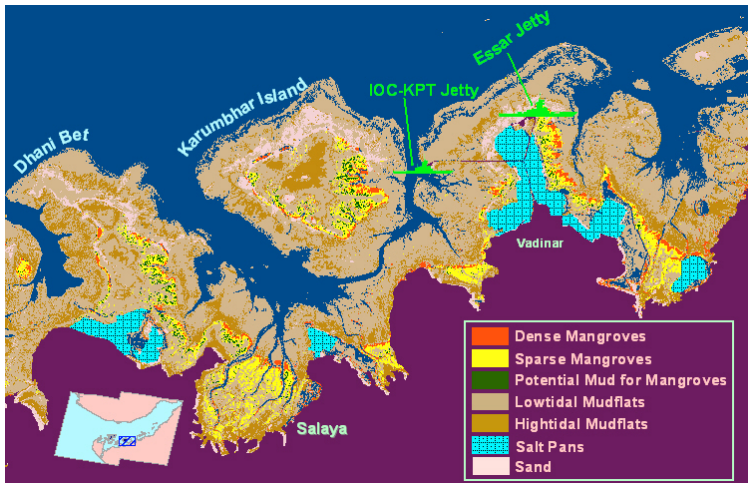 Essar Jetty
IOC-KPT Jetty
Karumbhar Island
Dhani Bet
Vadinar
Salaya
Dense Mangroves
Sparse Mangroves
Potential Mud for Mangroves
Lowtidal Mudflats
Hightidal Mudflats
Salt Pans
Sand